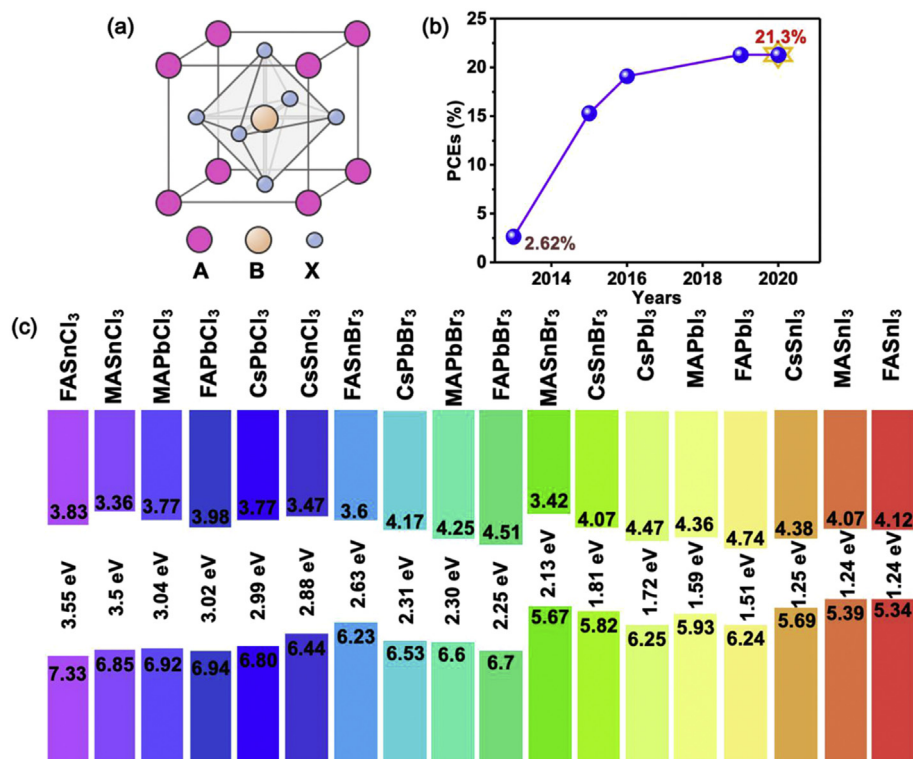 (a)
A B X
(b)
25
20
15
10
5
0
PCEs (%)
21.3%
2.62%
2014 2016 2018 2020
Years
(c)
FASnCl₃
MASnCl₃
MAPbCl₃
FAPbCl₃
CsPbCl₃
CsSnCl₃
FASnBr₃
CsPbBr₃
MAPbBr₃
FAPbBr₃
MASnBr₃
CsSnBr₃
CsPbI₃
MAPbI₃
FAPbI₃
CsSnI₃
MASnI₃
FASnI₃
3.83 3.36 3.77 3.98 3.77 3.47 3.6 4.17 4.25 4.51 3.42 4.07 4.47 4.36 4.74 4.38 4.07 4.12
3.55 eV
3.5 eV
3.04 eV
3.02 eV
2.99 eV
2.88 eV
2.63 eV
2.31 eV
2.30 eV
2.25 eV
2.13 eV
1.81 eV
1.72 eV
1.59 eV
1.51 eV
1.25 eV
1.24 eV
1.24 eV
7.33 6.85 6.92 6.94 6.80 6.44 6.23 6.53 6.6 6.7 5.67 5.82 6.25 5.93 6.24 5.69 5.39 5.34